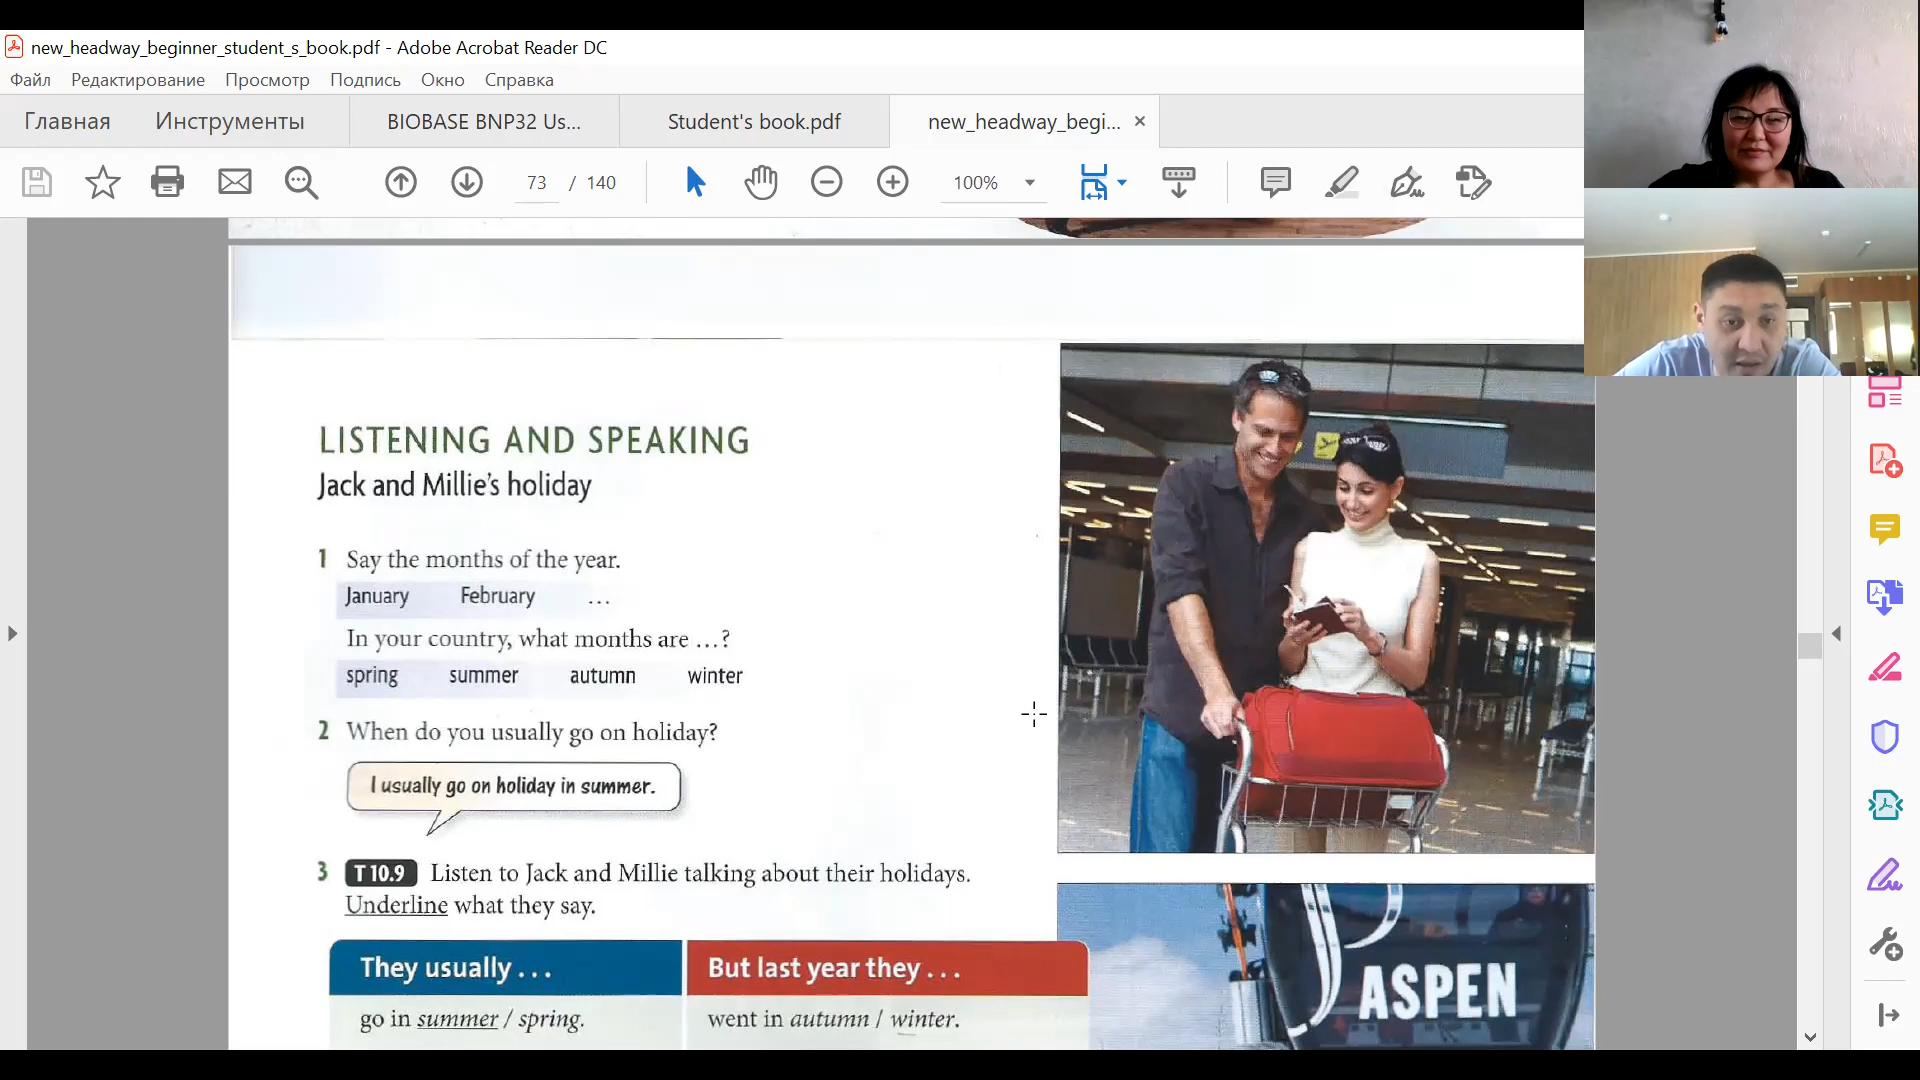 new_headway_beginner_student_s_book.pdf - Adobe Acrobat Reader DC
Файл Редактирование Просмотр Подпись Окно Справка
Главная Инструменты BIOBASE BNP32 Us... Student's book.pdf new_headway_begi... ×
73 / 140 100%
LISTENING AND SPEAKING
Jack and Millie's holiday
1 Say the months of the year.
January February ...
In your country, what months are ...?
spring summer autumn winter
2 When do you usually go on holiday?
I usually go on holiday in summer.
3 T 10.9 Listen to Jack and Millie talking about their holidays.
Underline what they say.
They usually ... But last year they ...
go in summer / spring. went in autumn / winter.
ASPEN